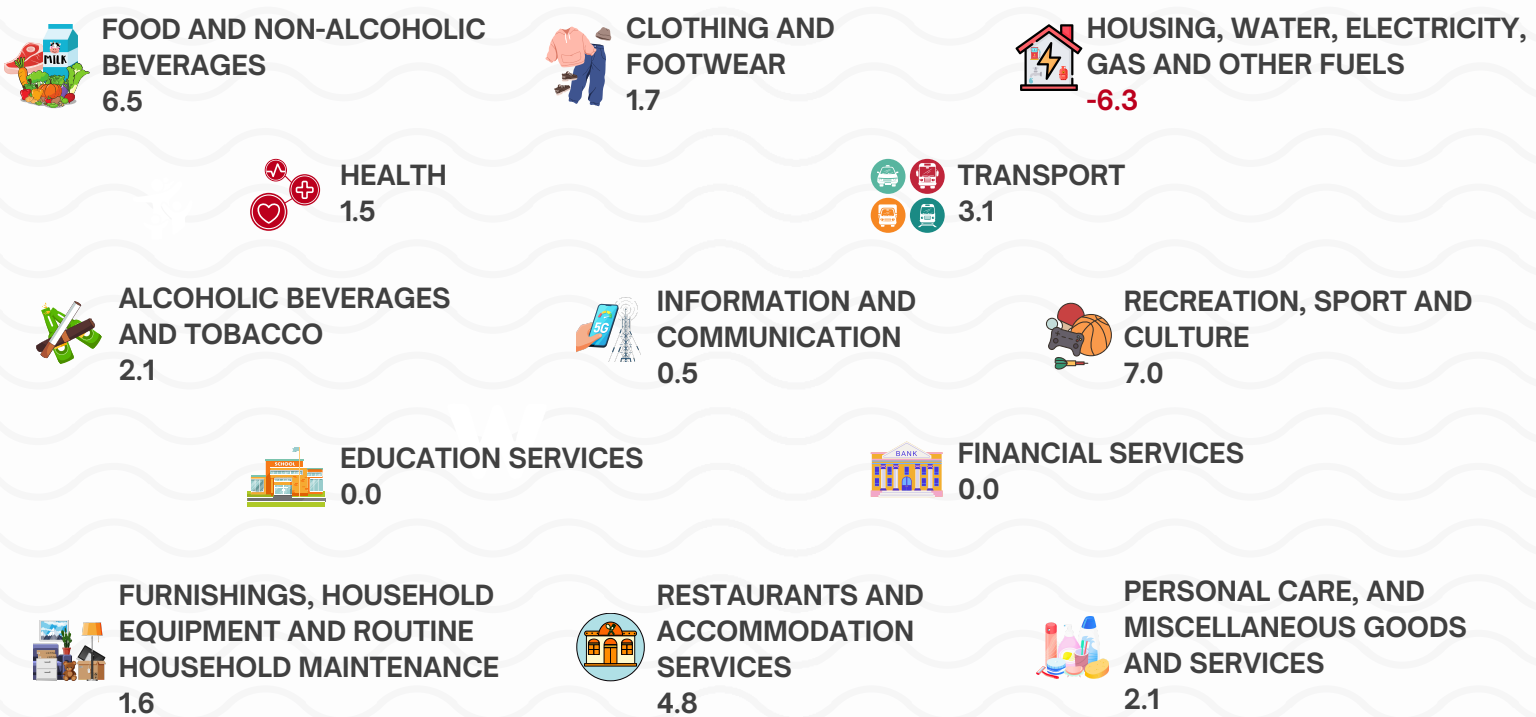 FOOD AND NON-ALCOHOLIC
BEVERAGES
6.5
CLOTHING AND
FOOTWEAR
1.7
HOUSING, WATER, ELECTRICITY,
GAS AND OTHER FUELS
-6.3
MILK
HEALTH
1.5
TRANSPORT
3.1
ALCOHOLIC BEVERAGES
AND TOBACCO
2.1
INFORMATION AND
COMMUNICATION
0.5
5G
RECREATION, SPORT AND
CULTURE
7.0
W
EDUCATION SERVICES
0.0
SCHOOL
FINANCIAL SERVICES
0.0
BANK
FURNISHINGS, HOUSEHOLD
EQUIPMENT AND ROUTINE
HOUSEHOLD MAINTENANCE
1.6
RESTAURANTS AND
ACCOMMODATION
SERVICES
4.8
PERSONAL CARE, AND
MISCELLANEOUS GOODS
AND SERVICES
2.1